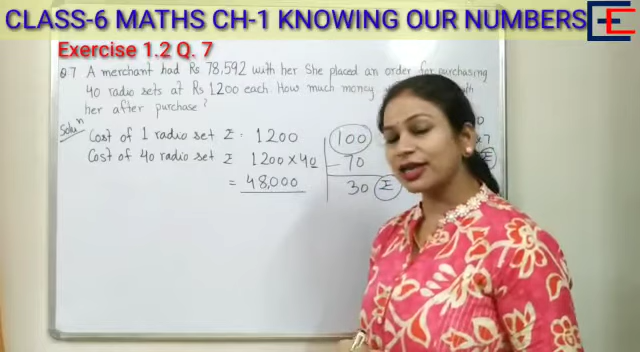 CLASS-6 MATHS CH-1 KNOWING OUR NUMBERS
Exercise 1.2 Q. 7
Q7 A merchant had Rs 78,592 with her She placed an order for purchasing
40 radio sets at Rs 1200 each. How much money
her after purchase?
Soluⁿ
Cost of 1 radio set = 1200
Cost of 40 radio set = 1200 × 40
= 48,000
100
- 70
30